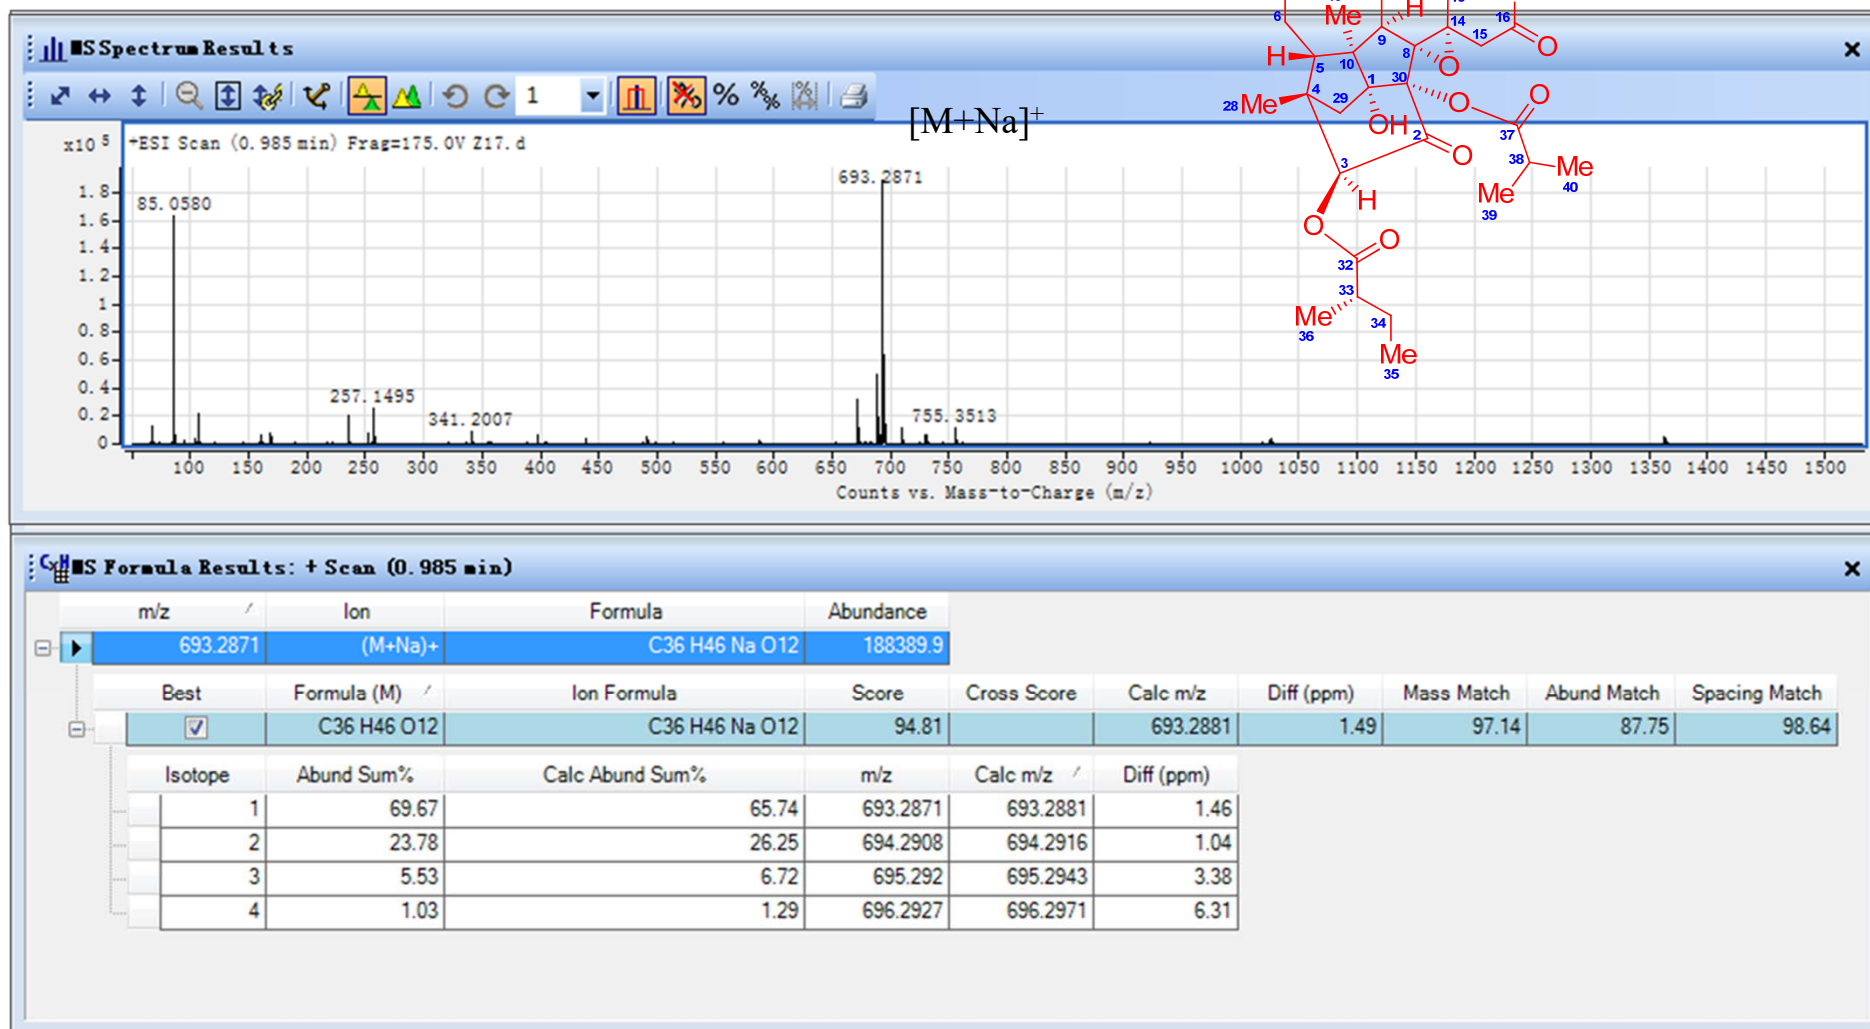 MS Spectrum Results
1
[M+Na]+
x10 5
+ESI Scan (0.985 min) Frag=175.0V Z17.d
1.8
1.6
1.4
1.2
1
0.8
0.6
0.4
0.2
0
85.0580
257.1495
341.2007
693.2871
755.3513
100 150 200 250 300 350 400 450 500 550 600 650 700 750 800 850 900 950 1000 1050 1100 1150 1200 1250 1300 1350 1400 1450 1500
Counts vs. Mass-to-Charge (m/z)
6
Me
H
14
16
9
15
O
8
H
5
10
O
1
30
28 Me
4
29
O
O
OH
37
2
O
3
38
Me
40
H
Me
39
O
O
32
33
Me
36
34
Me
35
MS Formula Results: + Scan (0.985 min)
m/z Ion Formula Abundance
693.2871 (M+Na)+ C36 H46 Na O12 188389.9
Best Formula (M) Ion Formula Score Cross Score Calc m/z Diff (ppm) Mass Match Abund Match Spacing Match
C36 H46 O12 C36 H46 Na O12 94.81 693.2881 1.49 97.14 87.75 98.64
Isotope Abund Sum% Calc Abund Sum% m/z Calc m/z Diff (ppm)
1 69.67 65.74 693.2871 693.2881 1.46
2 23.78 26.25 694.2908 694.2916 1.04
3 5.53 6.72 695.292 695.2943 3.38
4 1.03 1.29 696.2927 696.2971 6.31